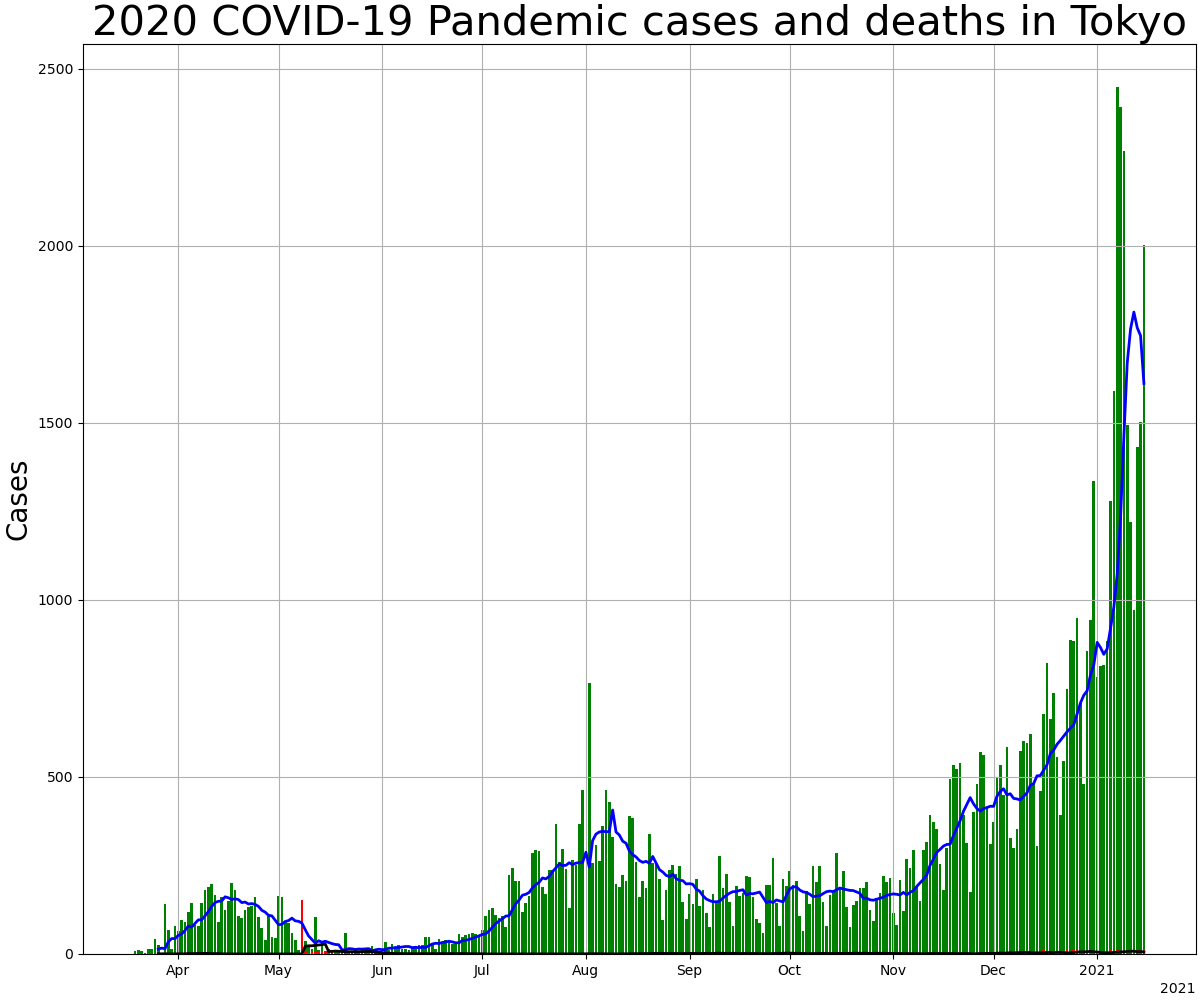 2020 COVID-19 Pandemic cases and deaths in Tokyo
2500
2000
1500
1000
500
0
Cases
Apr May Jun Jul Aug Sep Oct Nov Dec 2021
2021